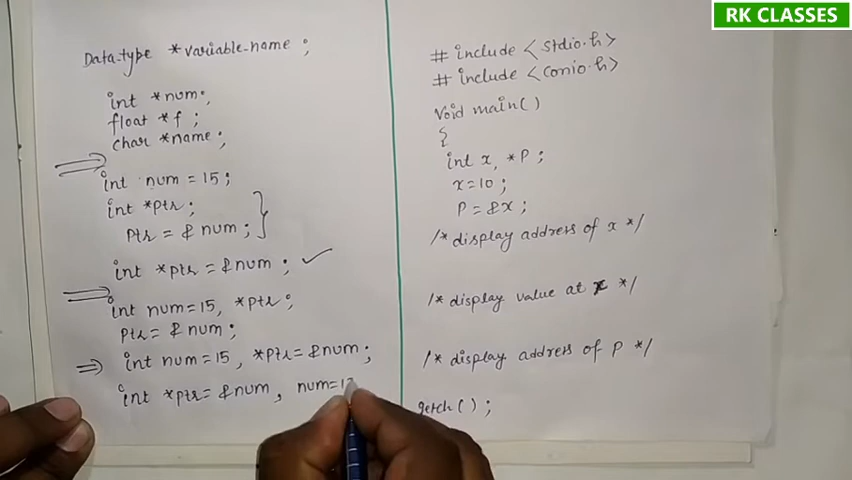 RK CLASSES
Data-type *variable-name ;
int *num;
float *f ;
char *name ;
int num = 15 ;
int *ptr ;
ptr = & num ;
int *ptr = &num ; ✓
int num=15, *ptr ;
ptr = & num ;
⇒ int num=15 , *ptr=&num ;
int *ptr = &num , num=1
# include <stdio.h>
# include <conio.h>
void main()
{
int x, *P ;
x=10 ;
P = &x ;
/* display address of x */
/* display value at x */
/* display address of P */
getch() ;